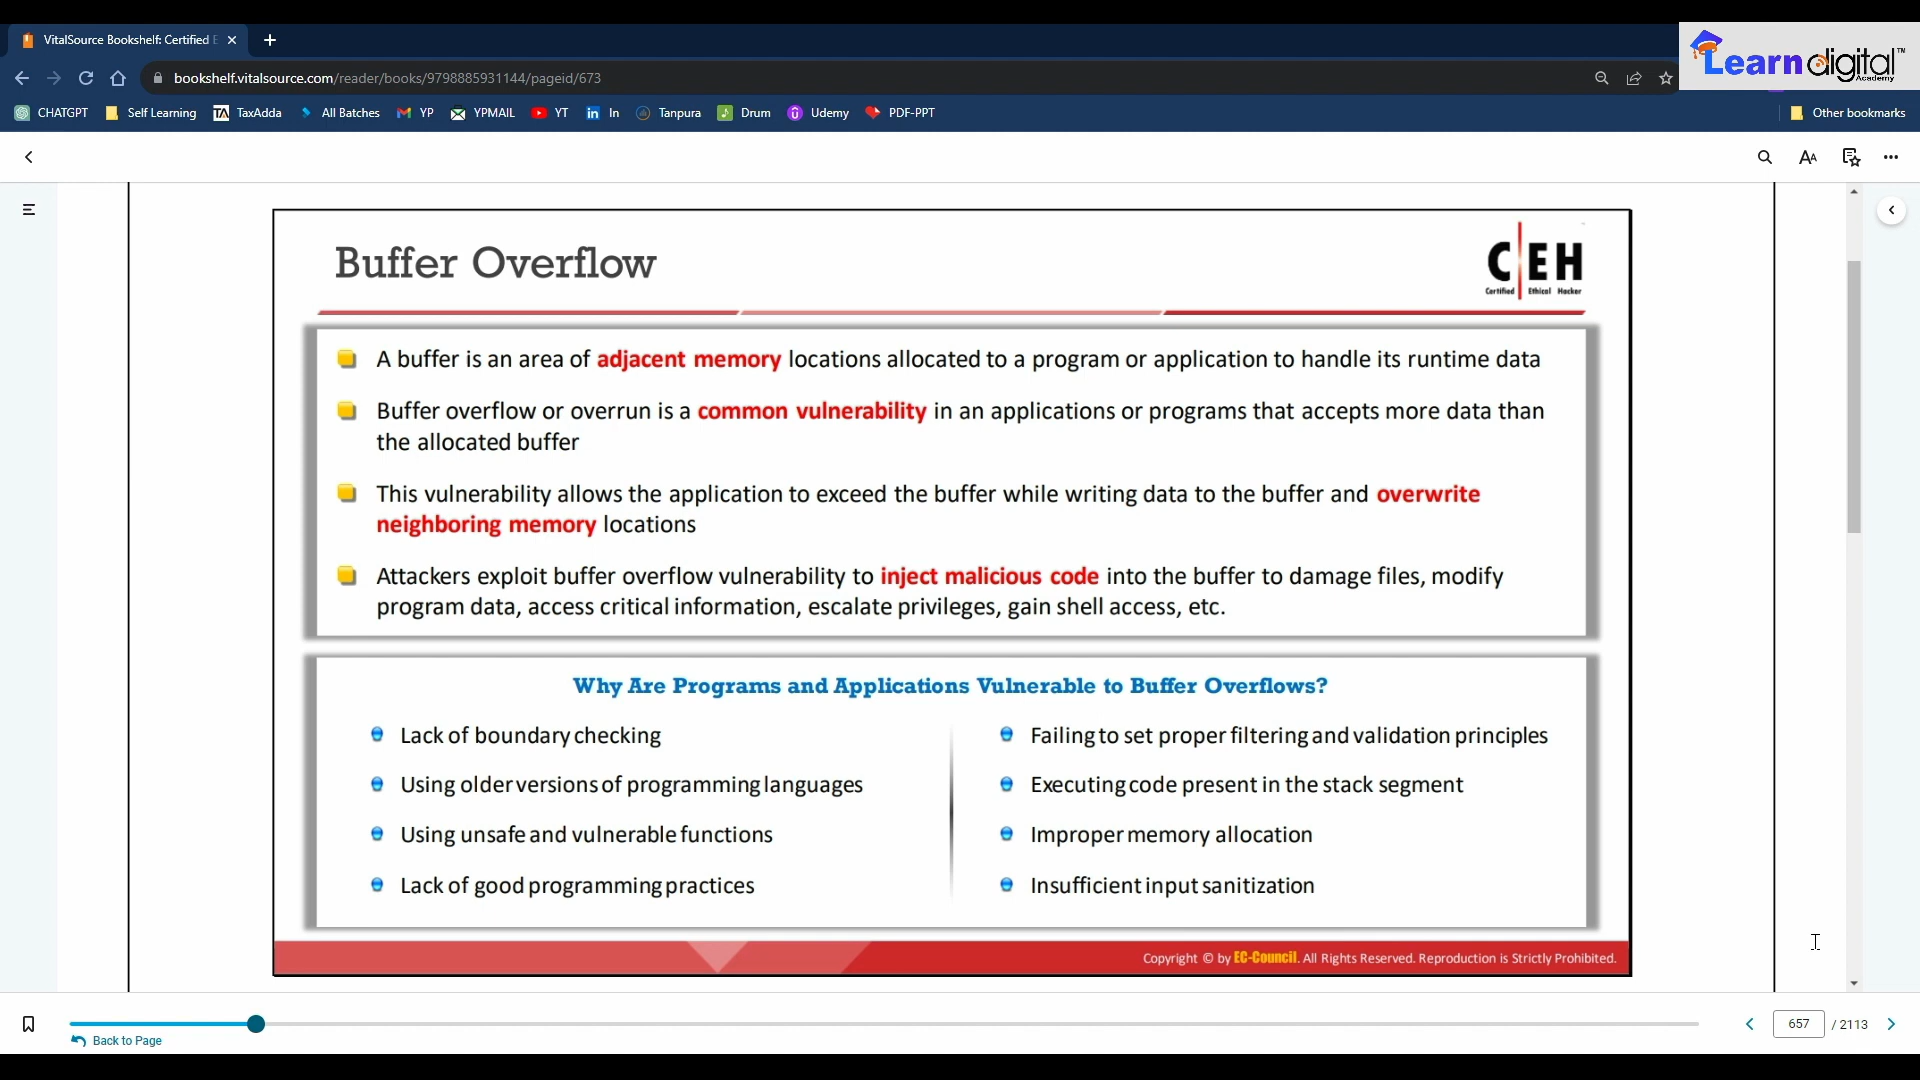 VitalSource Bookshelf: Certified E
Learn digital™
Academy
bookshelf.vitalsource.com/reader/books/9798885931144/pageid/673
CHATGPT Self Learning TA TaxAdda All Batches YP YPMAIL YT in In Tanpura Drum Udemy PDF-PPT Other bookmarks
AA
Buffer Overflow
C|EH
Certified Ethical Hacker
A buffer is an area of adjacent memory locations allocated to a program or application to handle its runtime data
Buffer overflow or overrun is a common vulnerability in an applications or programs that accepts more data than
the allocated buffer
This vulnerability allows the application to exceed the buffer while writing data to the buffer and overwrite
neighboring memory locations
Attackers exploit buffer overflow vulnerability to inject malicious code into the buffer to damage files, modify
program data, access critical information, escalate privileges, gain shell access, etc.
Why Are Programs and Applications Vulnerable to Buffer Overflows?
Lack of boundary checking
Using older versions of programming languages
Using unsafe and vulnerable functions
Lack of good programming practices
Failing to set proper filtering and validation principles
Executing code present in the stack segment
Improper memory allocation
Insufficient input sanitization
Copyright © by EC-Council. All Rights Reserved. Reproduction is Strictly Prohibited.
657 / 2113
Back to Page